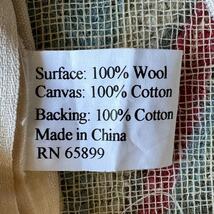 Surface: 100% Wool
Canvas: 100% Cotton
Backing: 100% Cotton
Made in China
RN 65899